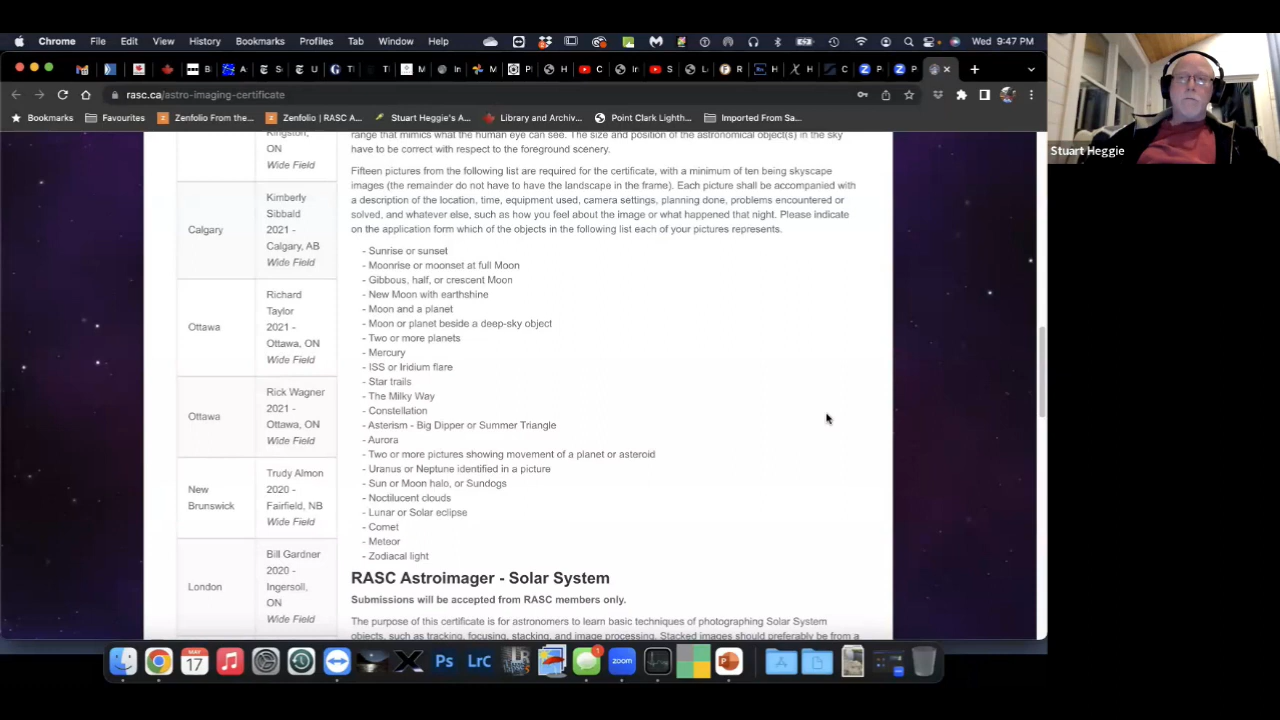 Chrome File Edit View History Bookmarks Profiles Tab Window Help Wed 9:47 PM
rasc.ca/astro-imaging-certificate
Bookmarks Favourites Zenfolio From the... Zenfolio | RASC A... Stuart Heggie's A... Library and Archiv... Point Clark Lighth... Imported From Sa...
Stuart Heggie
Kingston,
ON
Wide Field
Calgary
Kimberly
Sibbald
2021 -
Calgary, AB
Wide Field
Ottawa
Richard
Taylor
2021 -
Ottawa, ON
Wide Field
Ottawa
Rick Wagner
2021 -
Ottawa, ON
Wide Field
New
Brunswick
Trudy Almon
2020 -
Fairfield, NB
Wide Field
London
Bill Gardner
2020 -
Ingersoll,
ON
Wide Field
range that mimics what the human eye can see. The size and position of the astronomical object(s) in the sky
have to be correct with respect to the foreground scenery.
Fifteen pictures from the following list are required for the certificate, with a minimum of ten being skyscape
images (the remainder do not have to have the landscape in the frame). Each picture shall be accompanied with
a description of the location, time, equipment used, camera settings, planning done, problems encountered or
solved, and whatever else, such as how you feel about the image or what happened that night. Please indicate
on the application form which of the objects in the following list each of your pictures represents.
- Sunrise or sunset
- Moonrise or moonset at full Moon
- Gibbous, half, or crescent Moon
- New Moon with earthshine
- Moon and a planet
- Moon or planet beside a deep-sky object
- Two or more planets
- Mercury
- ISS or Iridium flare
- Star trails
- The Milky Way
- Constellation
- Asterism - Big Dipper or Summer Triangle
- Aurora
- Two or more pictures showing movement of a planet or asteroid
- Uranus or Neptune identified in a picture
- Sun or Moon halo, or Sundogs
- Noctilucent clouds
- Lunar or Solar eclipse
- Comet
- Meteor
- Zodiacal light
RASC Astroimager - Solar System
Submissions will be accepted from RASC members only.
The purpose of this certificate is for astronomers to learn basic techniques of photographing Solar System
objects, such as tracking, focusing, stacking, and image processing. Stacked images should preferably be from a
MAY
17
Ps
LrC
1
zoom